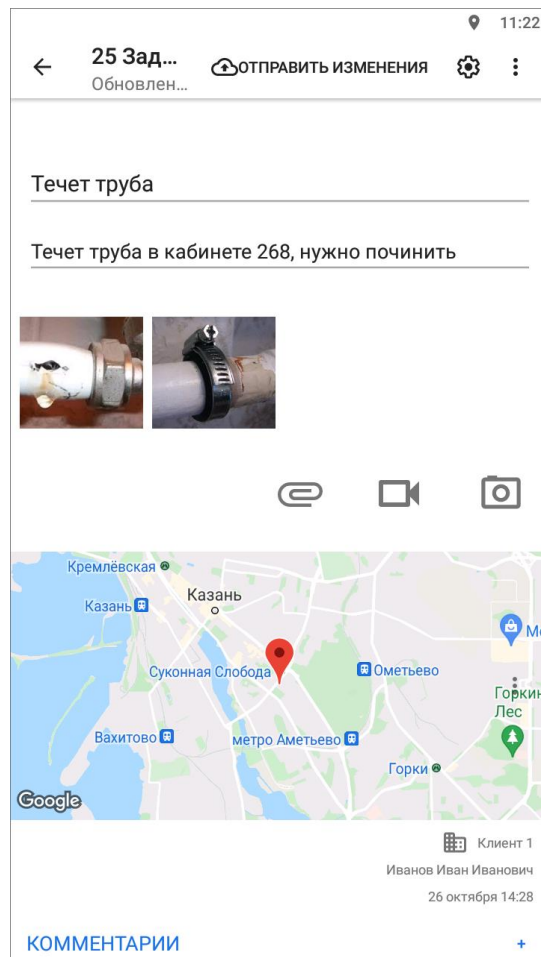 11:22
25 Зад...
ОТПРАВИТЬ ИЗМЕНЕНИЯ
Обновлен...
Течет труба
Течет труба в кабинете 268, нужно починить
Кремлёвская
Казань
Казань
Суконная Слобода
Ометьево
Горкин
Лес
Вахитово
метро Аметьево
Горки
Google
Клиент 1
Иванов Иван Иванович
26 октября 14:28
КОММЕНТАРИИ +